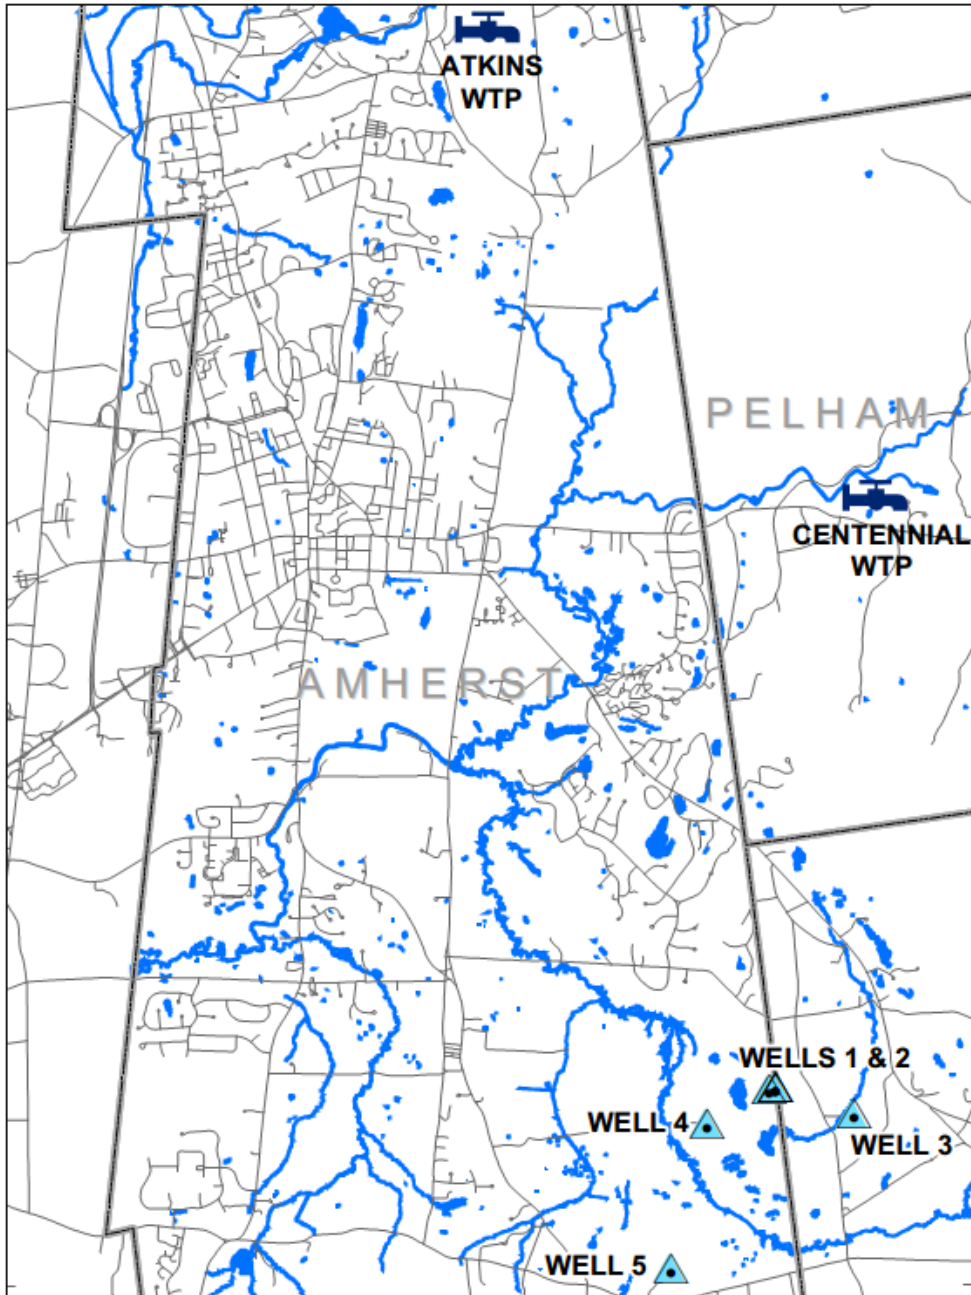 ATKINS
WTP
PELHAM
CENTENNIAL
WTP
AMHERST
WELLS 1 & 2
WELL 4
WELL 3
WELL 5